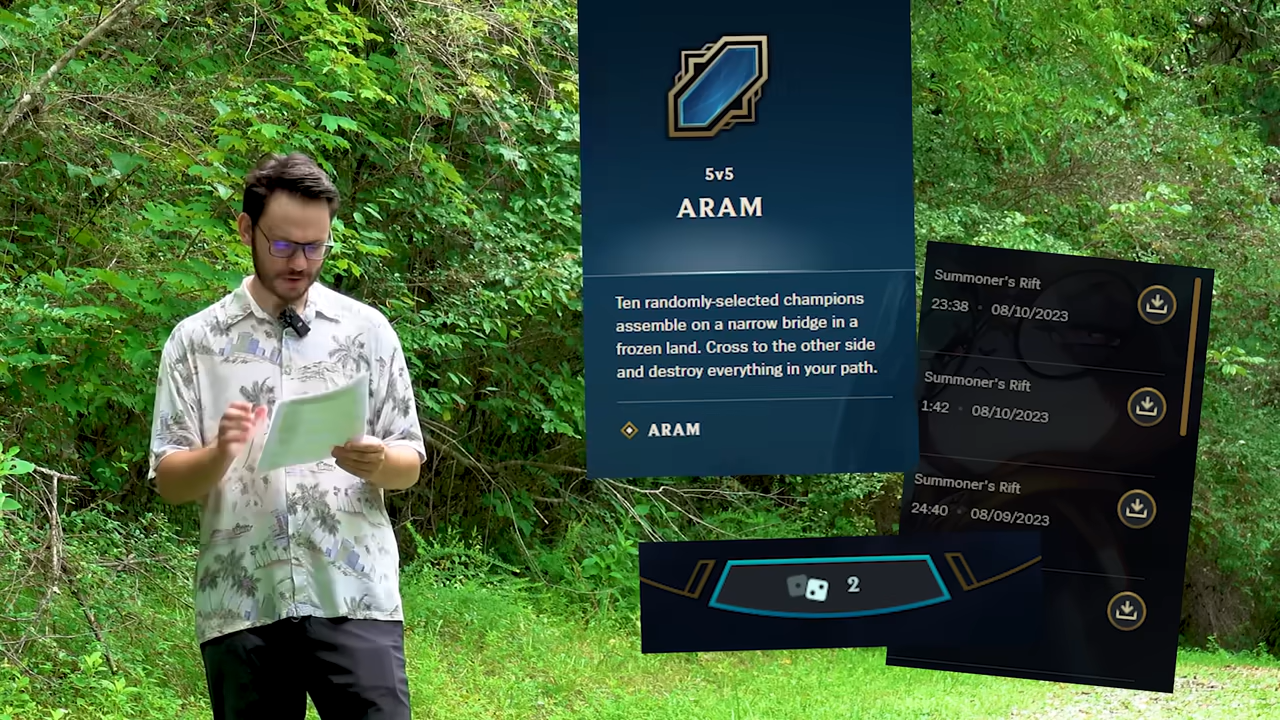 5v5
ARAM
Ten randomly-selected champions
assemble on a narrow bridge in a
frozen land. Cross to the other side
and destroy everything in your path.
ARAM
Summoner's Rift
23:38 • 08/10/2023
Summoner's Rift
1:42 • 08/10/2023
Summoner's Rift
24:40 • 08/09/2023
2